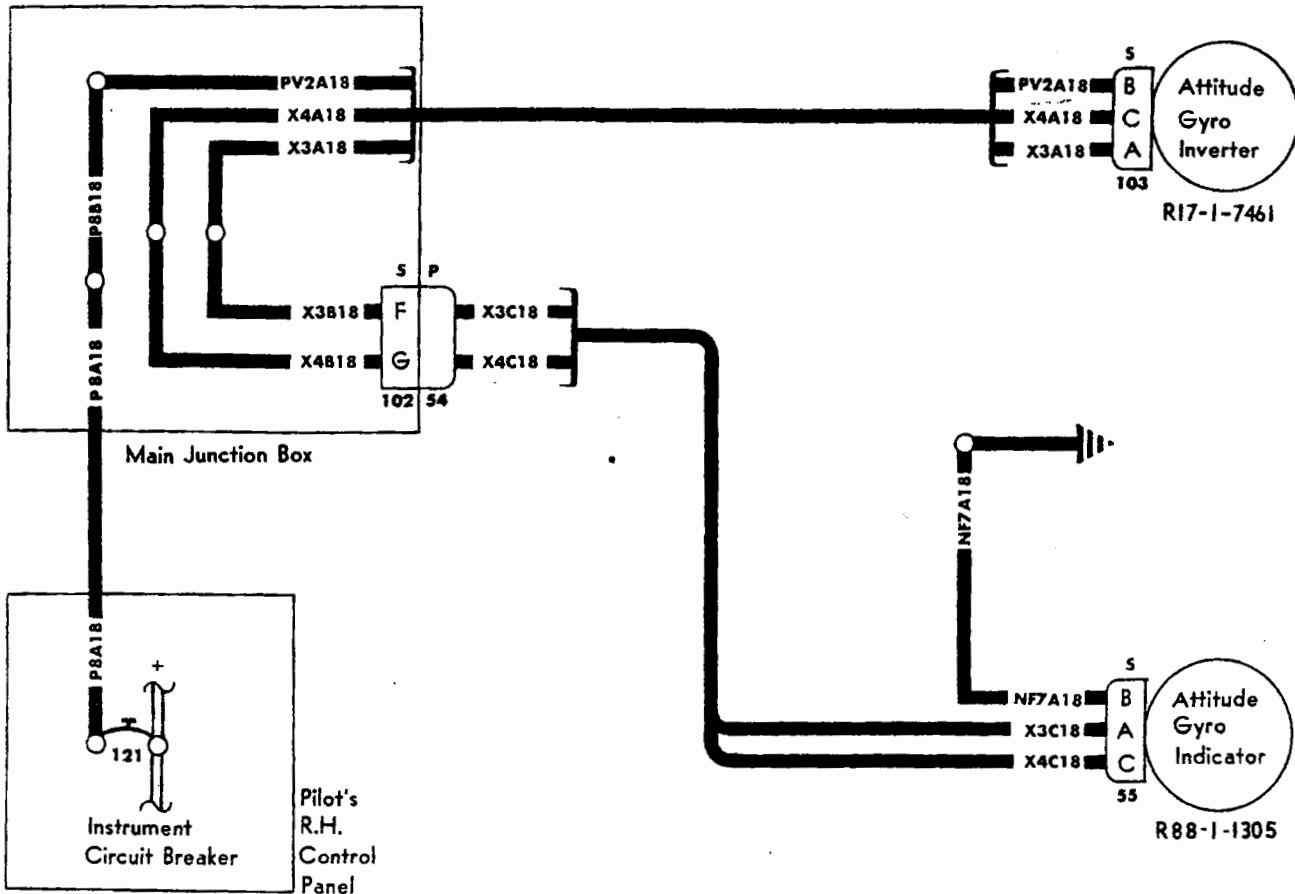 PV2A18
X4A18
X3A18
P8B18
P8A18
X3B18
X4B18
S P
F
G
102 54
X3C18
X4C18
Main Junction Box
PV2A18
X4A18
X3A18
S
B
C
A
103
Attitude
Gyro
Inverter
R17-1-7461
P8A18
+
121
Instrument
Circuit Breaker
Pilot's
R.H.
Control
Panel
NF7A18
NF7A18
X3C18
X4C18
S
B
A
C
55
Attitude
Gyro
Indicator
R88-1-1305